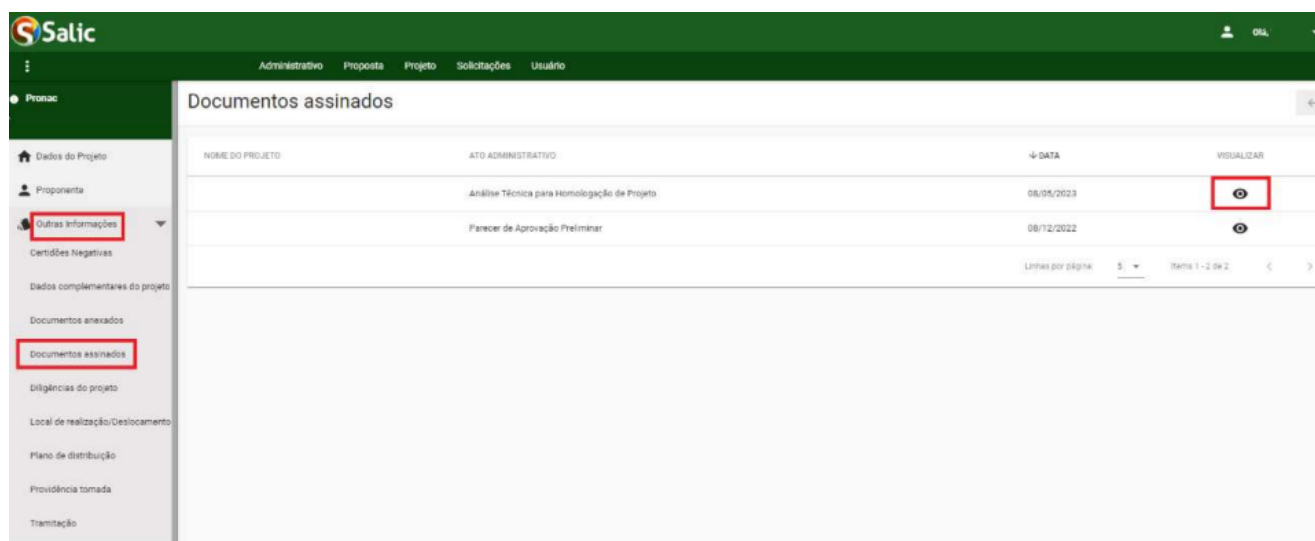 Salic
Olá,
Administrativo Proposta Projeto Solicitações Usuário
Pronac
Documentos assinados
Dados do Projeto
Proponente
Outras Informações
Certidões Negativas
Dados complementares do projeto
Documentos anexados
Documentos assinados
Diligências do projeto
Local de realização/Deslocamento
Plano de distribuição
Providência tomada
Tramitação
NOME DO PROJETO ATO ADMINISTRATIVO DATA VISUALIZAR
Análise Técnica para Homologação de Projeto 08/05/2023
Parecer de Aprovação Preliminar 08/12/2022
Linhas por página: 5 Items 1 - 2 de 2